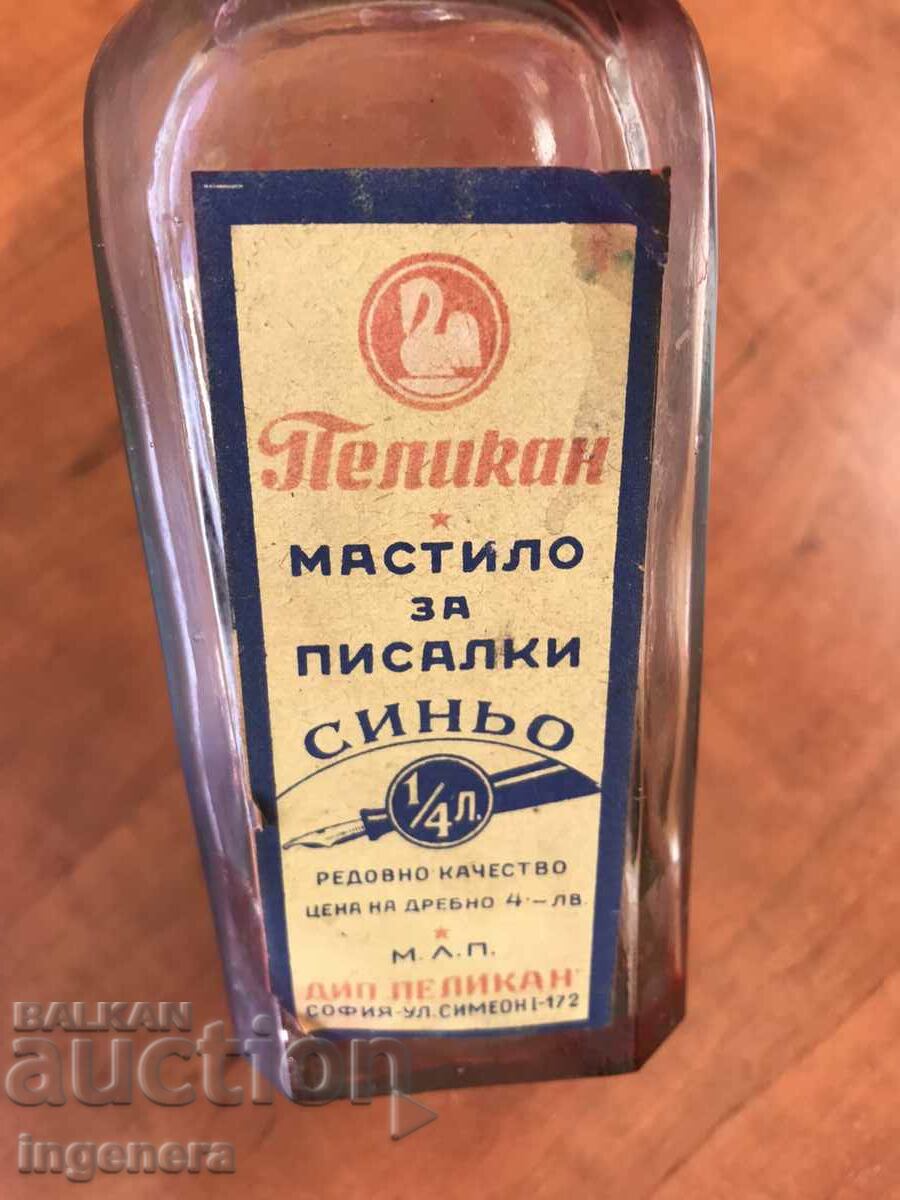 Пеликан
МАСТИЛО
ЗА
ПИСАЛКИ
СИНЬО
1/4 Л.
РЕДОВНО КАЧЕСТВО
ЦЕНА НА ДРЕБНО 4.– ЛВ.
М.Л.П.
ДИП ПЕЛИКАН
СОФИЯ-УЛ. СИМЕОН I-172
BALKAN
auction
ingenera